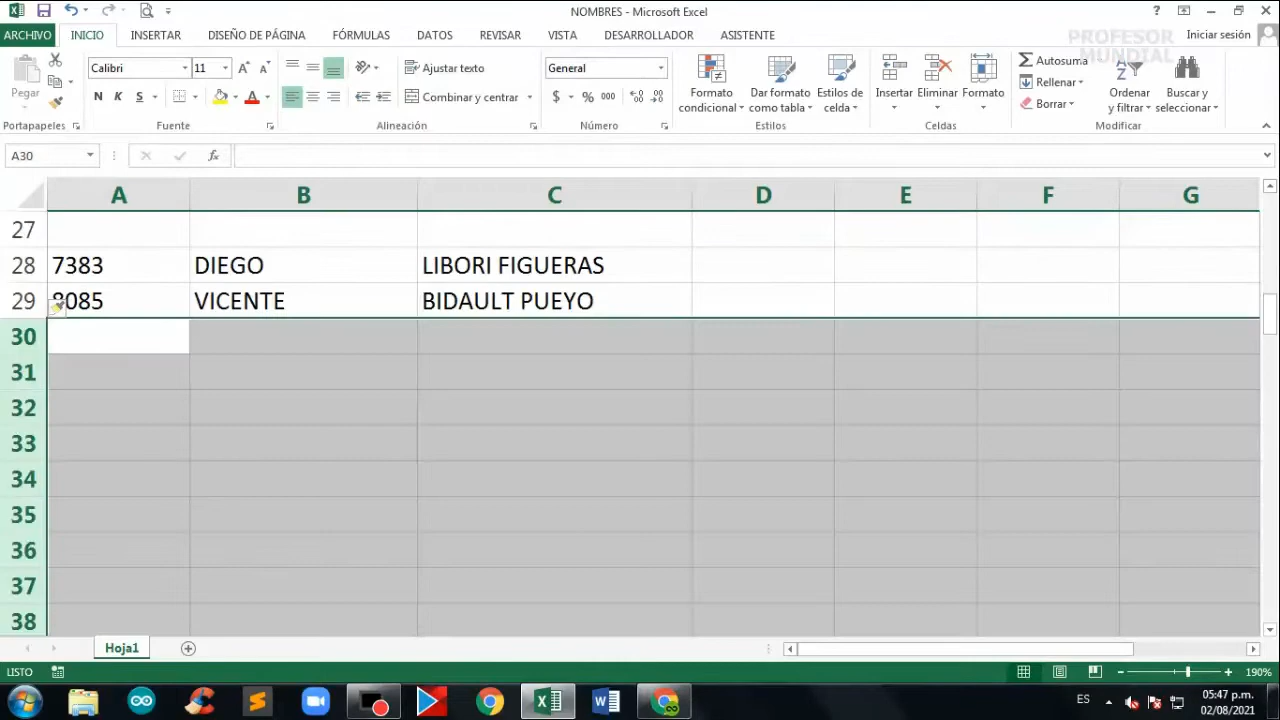 NOMBRES - Microsoft Excel
?
ARCHIVO INICIO INSERTAR DISEÑO DE PÁGINA FÓRMULAS DATOS REVISAR VISTA DESARROLLADOR ASISTENTE Iniciar sesión
PROFESOR
MUNDIAL
Pegar
Calibri 11
N K S
Ajustar texto
Combinar y centrar
General
$ % 000
Formato condicional
Dar formato como tabla
Estilos de celda
Insertar Eliminar Formato
Autosuma
Rellenar
Borrar
Ordenar y filtrar
Buscar y seleccionar
Portapapeles Fuente Alineación Número Estilos Celdas Modificar
A30 fx
A B C D E F G
27
28 7383 DIEGO LIBORI FIGUERAS
29 8085 VICENTE BIDAULT PUEYO
30
31
32
33
34
35
36
37
38
Hoja1
LISTO 190%
ES 05:47 p.m.
02/08/2021